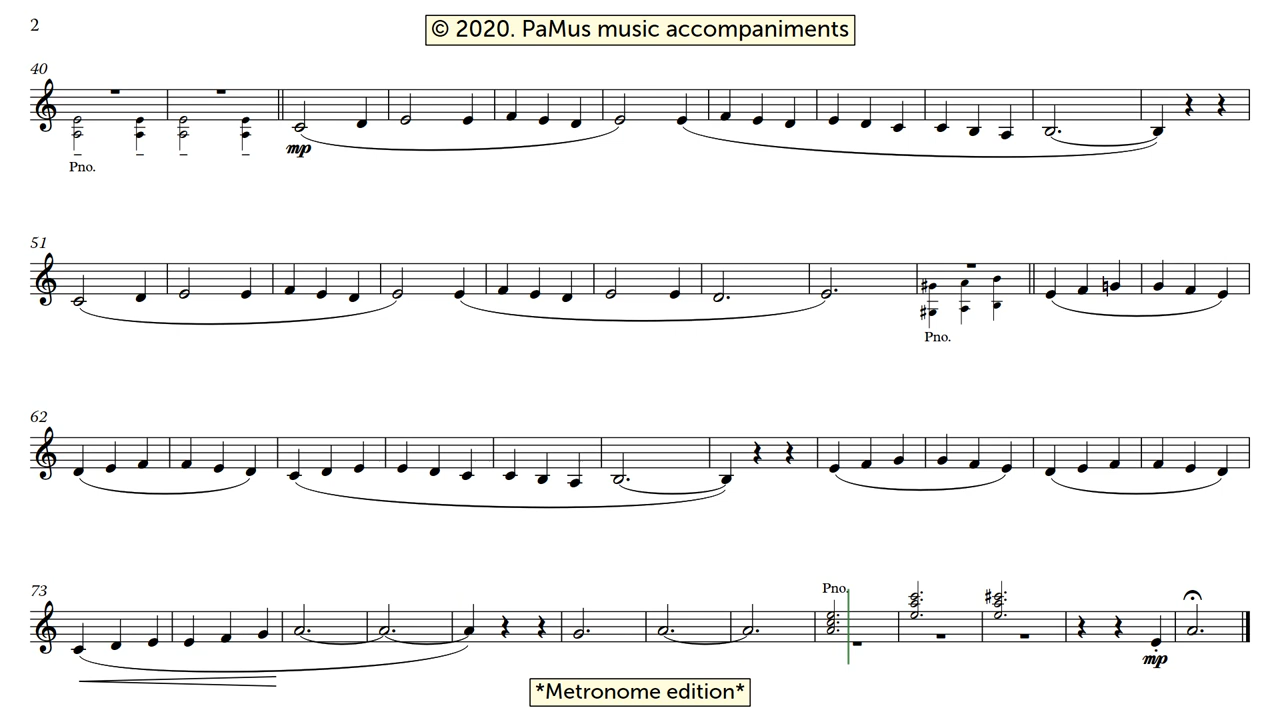 2
© 2020. PaMus music accompaniments
40
Pno.
mp
51
Pno.
62
73
Pno.
mp
*Metronome edition*